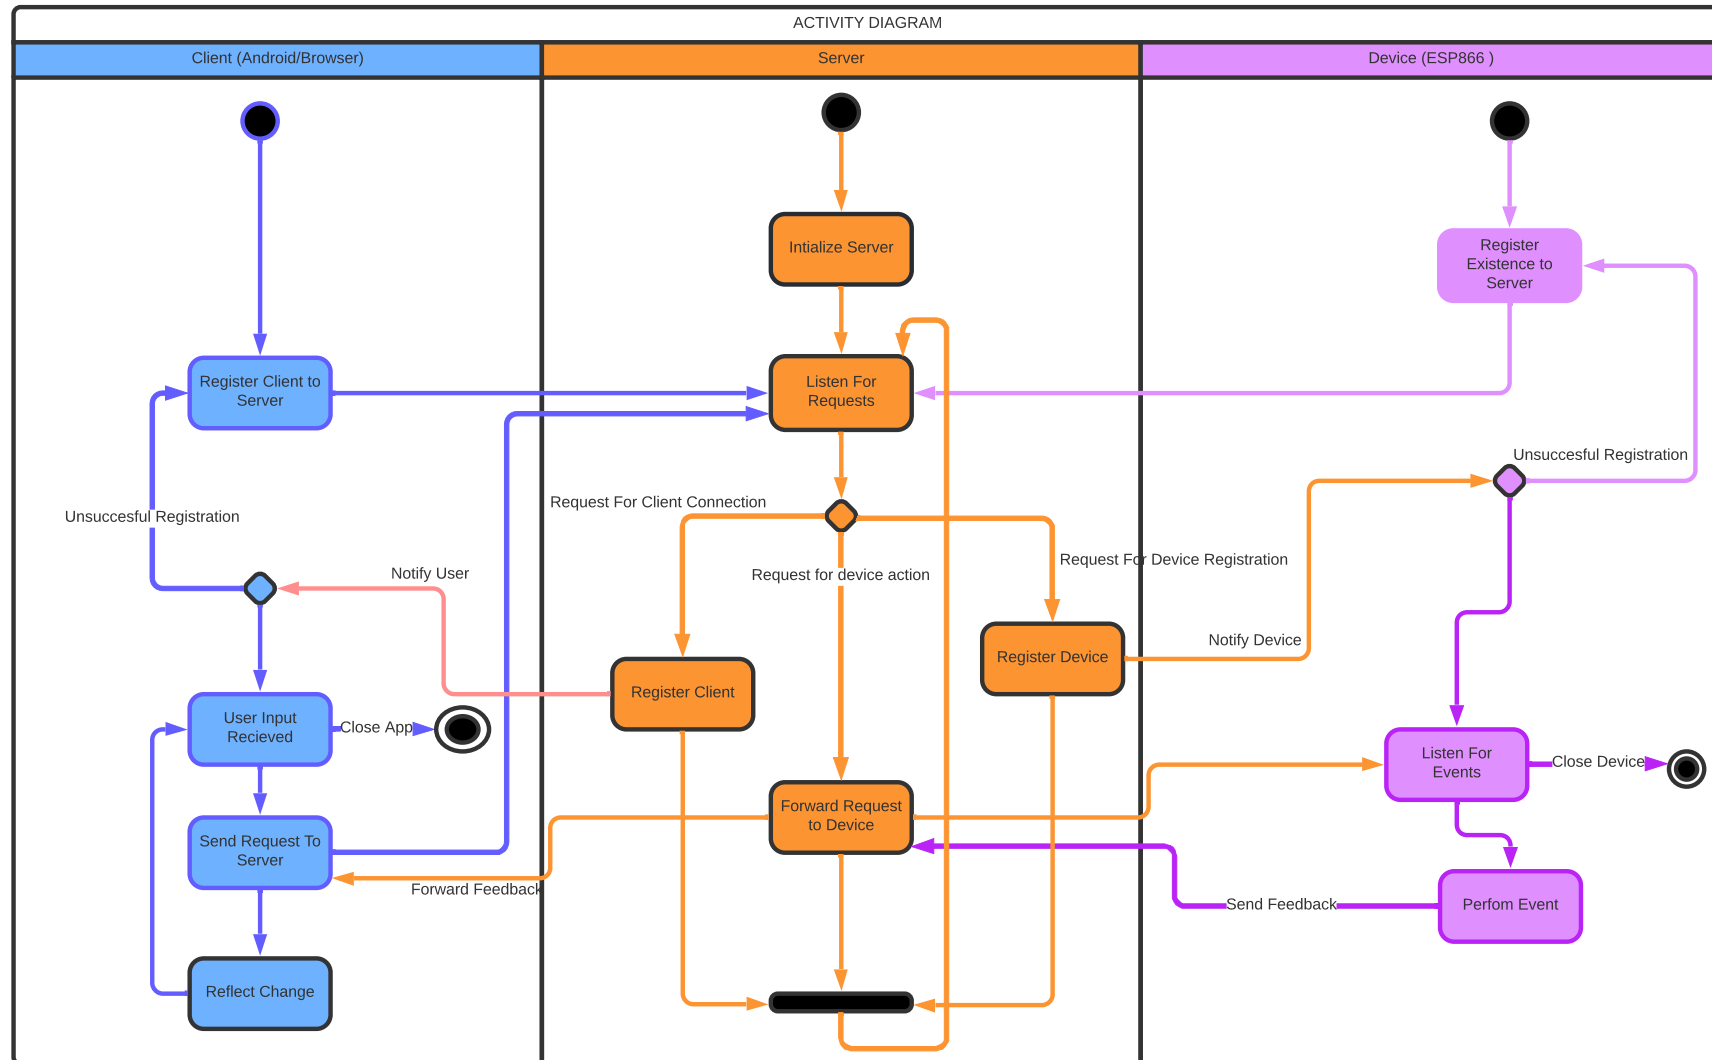 ACTIVITY DIAGRAM
Client (Android/Browser)
Server
Device (ESP866 )
Intialize Server
Register
Existence to
Server
Register Client to
Server
Listen For
Requests
Unsuccesful Registration
Request For Client Connection
Unsuccesful Registration
Request For Device Registration
Notify User
Request for device action
Notify Device
Register Device
Register Client
User Input
Recieved
Close App
Listen For
Events
Close Device
Forward Request
to Device
Send Request To
Server
Forward Feedback
Send Feedback
Perfom Event
Reflect Change